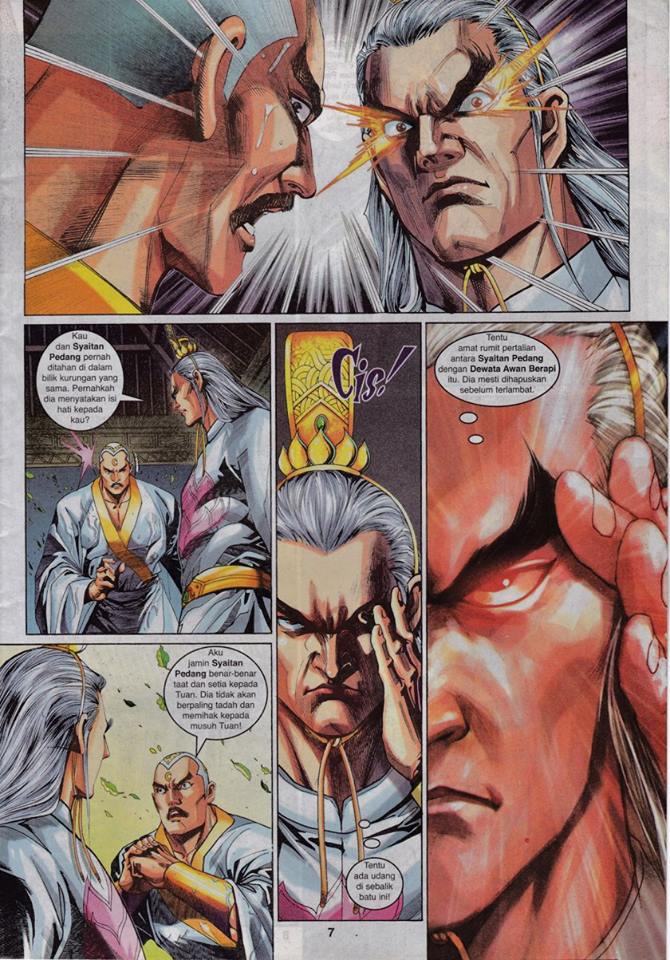 Kau
dan Syaitan
Pedang pernah
ditahan di dalam
bilik kurungan yang
sama. Pernahkah
dia menyatakan isi
hati kepada
kau?
Aku
jamin Syaitan
Pedang benar-benar
taat dan setia kepada
Tuan. Dia tidak akan
berpaling tadah dan
memihak kepada
musuh Tuan!
Cis!
Tentu
ada udang
di sebalik
batu ini!
Tentu
amat rumit pertalian
antara Syaitan Pedang
dengan Dewata Awan Berapi
itu. Dia mesti dihapuskan
sebelum terlambat.
7